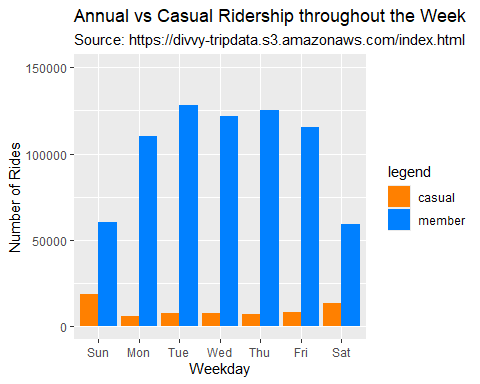 Annual vs Casual Ridership throughout the Week
Source: https://divvy-tripdata.s3.amazonaws.com/index.html
Number of Rides
150000
100000
50000
0
Sun Mon Tue Wed Thu Fri Sat
Weekday
legend
casual
member